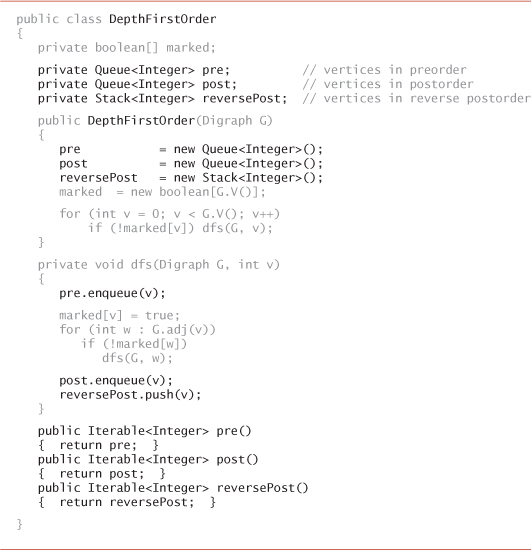 public class DepthFirstOrder
{
private boolean[] marked;
private Queue<Integer> pre; // vertices in preorder
private Queue<Integer> post; // vertices in postorder
private Stack<Integer> reversePost; // vertices in reverse postorder
public DepthFirstOrder(Digraph G)
{
pre = new Queue<Integer>();
post = new Queue<Integer>();
reversePost = new Stack<Integer>();
marked = new boolean[G.V()];
for (int v = 0; v < G.V(); v++)
if (!marked[v]) dfs(G, v);
}
private void dfs(Digraph G, int v)
{
pre.enqueue(v);
marked[v] = true;
for (int w : G.adj(v))
if (!marked[w])
dfs(G, w);
post.enqueue(v);
reversePost.push(v);
}
public Iterable<Integer> pre()
{ return pre; }
public Iterable<Integer> post()
{ return post; }
public Iterable<Integer> reversePost()
{ return reversePost; }
}